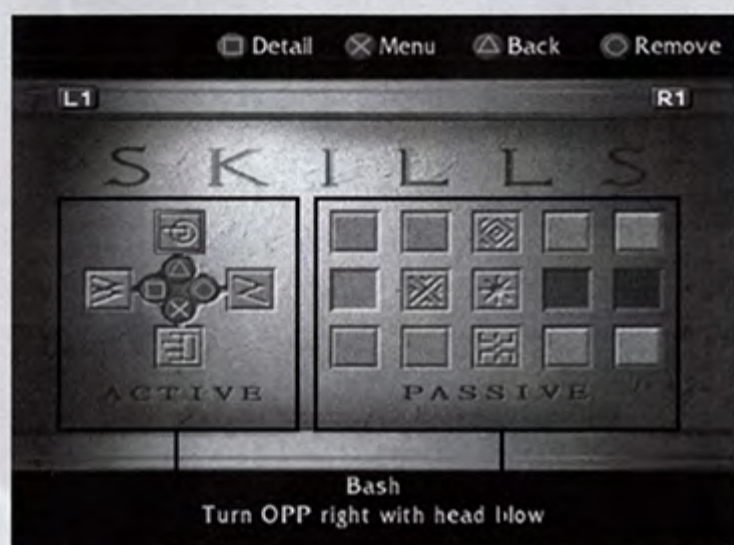 Detail Menu Back Remove
L1 R1
SKILLS
ACTIVE PASSIVE
Bash
Turn OPP right with head blow